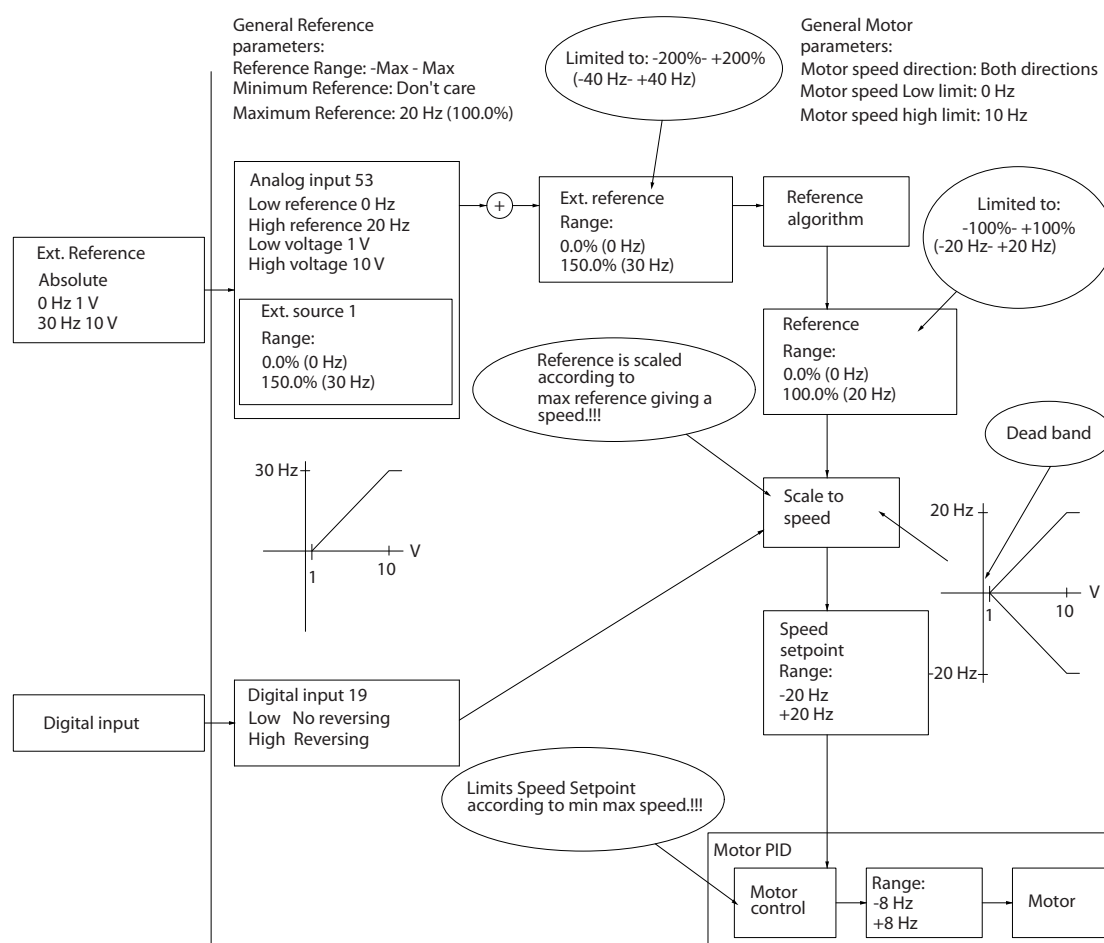 General Reference
parameters:
Reference Range: -Max - Max
Minimum Reference: Don't care
Maximum Reference: 20 Hz (100.0%)
Limited to: -200%- +200%
(-40 Hz- +40 Hz)
General Motor
parameters:
Motor speed direction: Both directions
Motor speed Low limit: 0 Hz
Motor speed high limit: 10 Hz
Ext. Reference
Absolute
0 Hz 1 V
30 Hz 10 V
Analog input 53
Low reference 0 Hz
High reference 20 Hz
Low voltage 1 V
High voltage 10 V
Ext. source 1
Range:
0.0% (0 Hz)
150.0% (30 Hz)
+
Ext. reference
Range:
0.0% (0 Hz)
150.0% (30 Hz)
Reference
algorithm
Limited to:
-100%- +100%
(-20 Hz- +20 Hz)
Reference
Range:
0.0% (0 Hz)
100.0% (20 Hz)
Reference is scaled
according to
max reference giving a
speed.!!!
Dead band
30 Hz
1
10
V
Scale to
speed
20 Hz
V
1
10
-20 Hz
Speed
setpoint
Range:
-20 Hz
+20 Hz
Digital input
Digital input 19
Low No reversing
High Reversing
Limits Speed Setpoint
according to min max speed.!!!
Motor PID
Motor
control
Range:
-8 Hz
+8 Hz
Motor